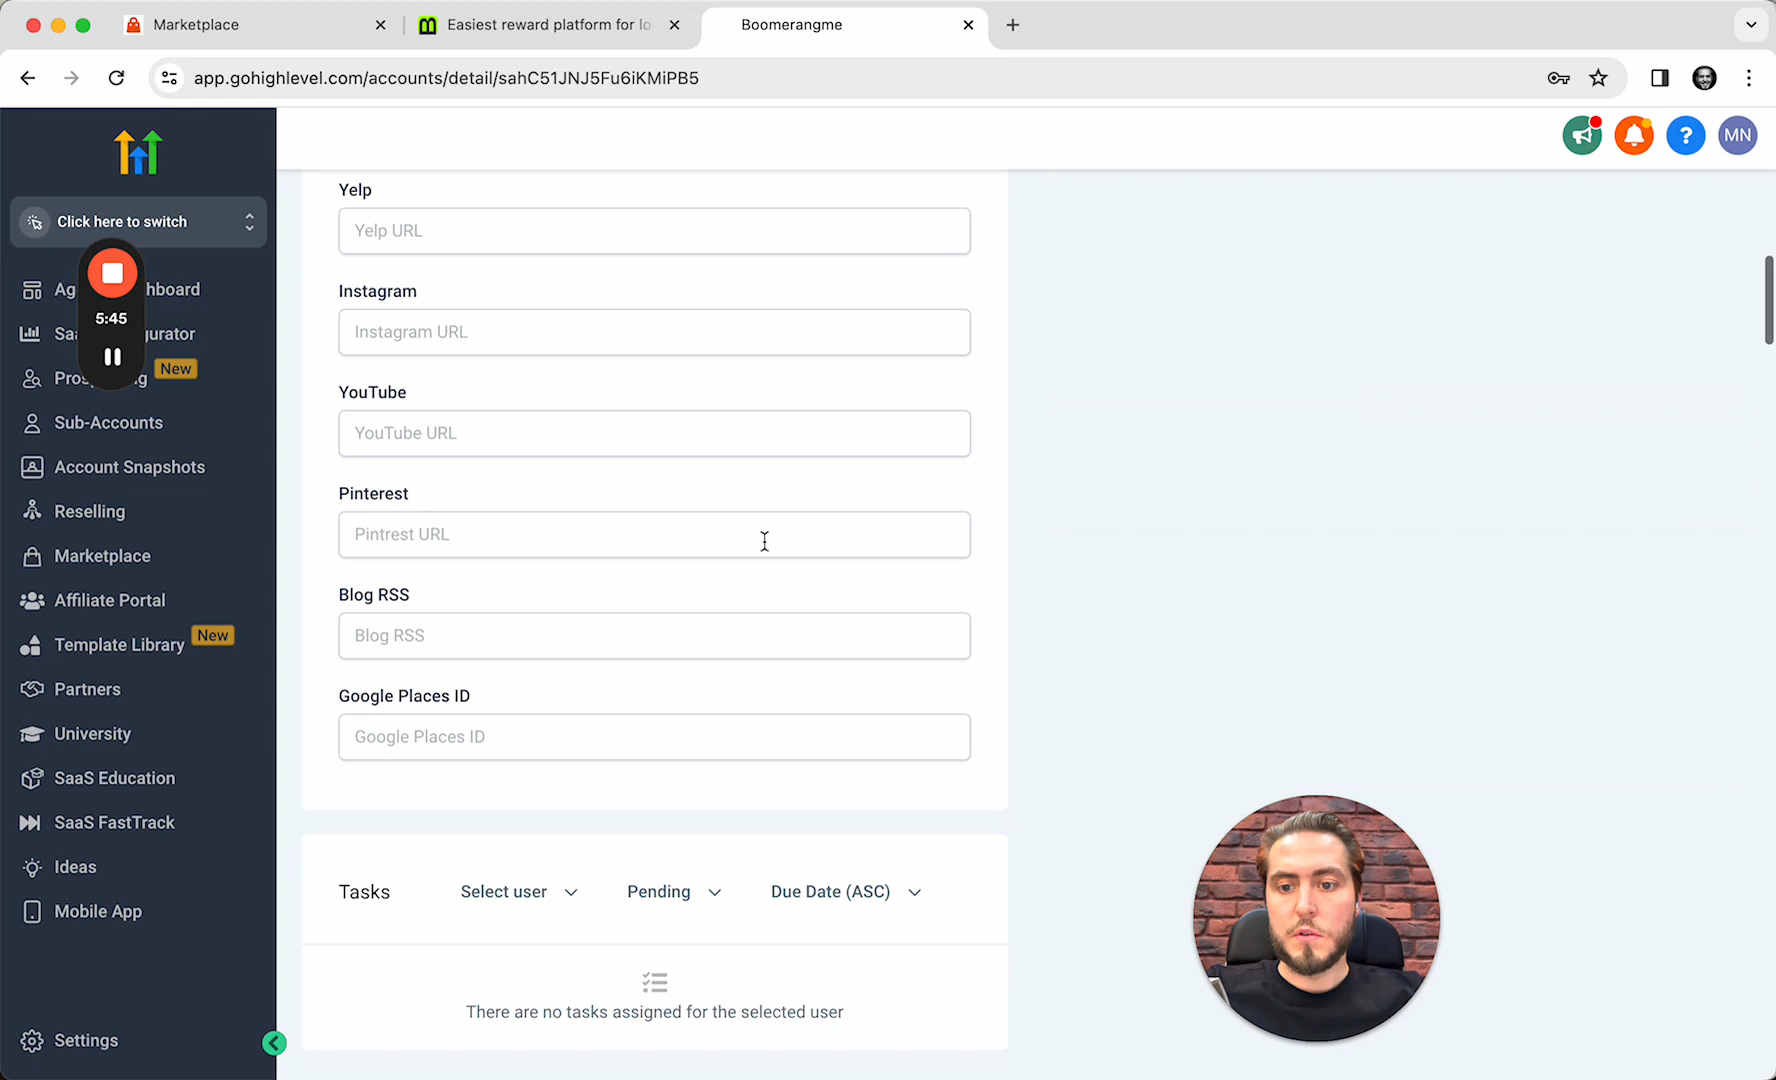 Marketplace
Easiest reward platform for lo
Boomerangme
app.gohighlevel.com/accounts/detail/sahC51JNJ5Fu6iKMiPB5
MN
Click here to switch
5:45
New
Sub-Accounts
Account Snapshots
Reselling
Marketplace
Affiliate Portal
Template Library
New
Partners
University
SaaS Education
SaaS FastTrack
Ideas
Mobile App
Settings
Yelp
Yelp URL
Instagram
Instagram URL
YouTube
YouTube URL
Pinterest
Pintrest URL
Blog RSS
Blog RSS
Google Places ID
Google Places ID
Tasks
Select user
Pending
Due Date (ASC)
There are no tasks assigned for the selected user